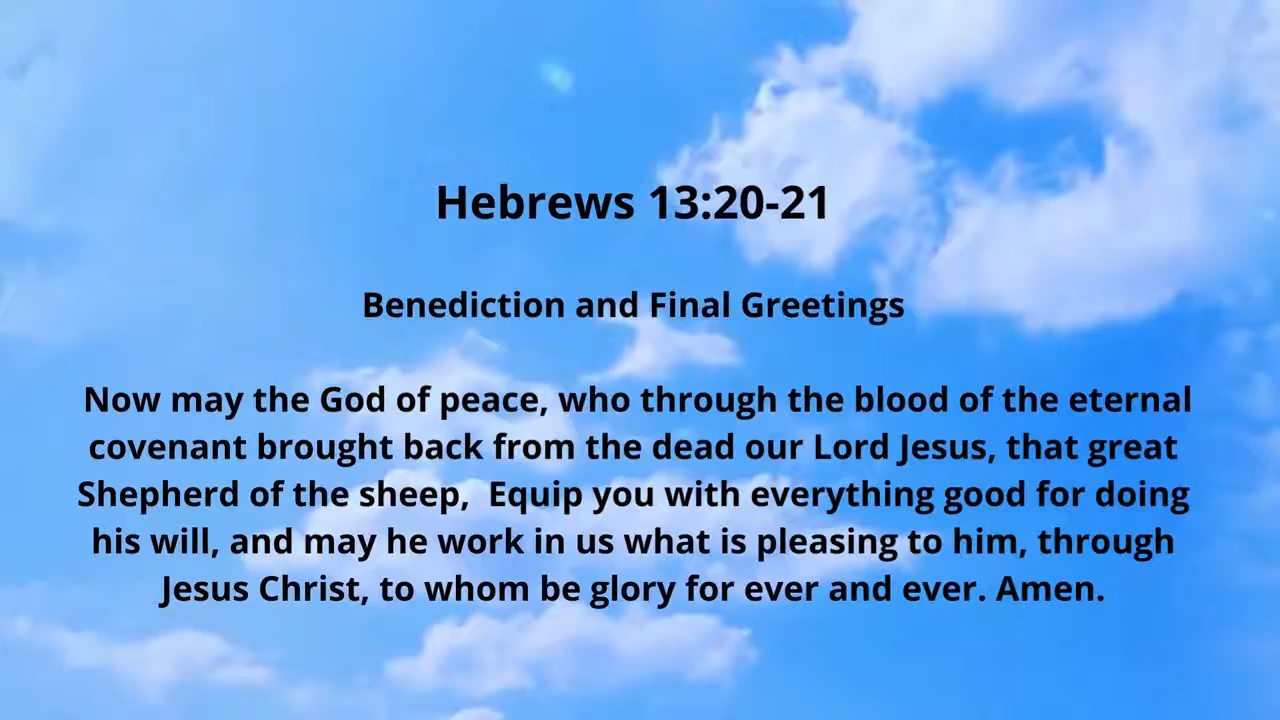 Hebrews 13:20-21
Benediction and Final Greetings
Now may the God of peace, who through the blood of the eternal
covenant brought back from the dead our Lord Jesus, that great
Shepherd of the sheep,  Equip you with everything good for doing
his will, and may he work in us what is pleasing to him, through
Jesus Christ, to whom be glory for ever and ever. Amen.